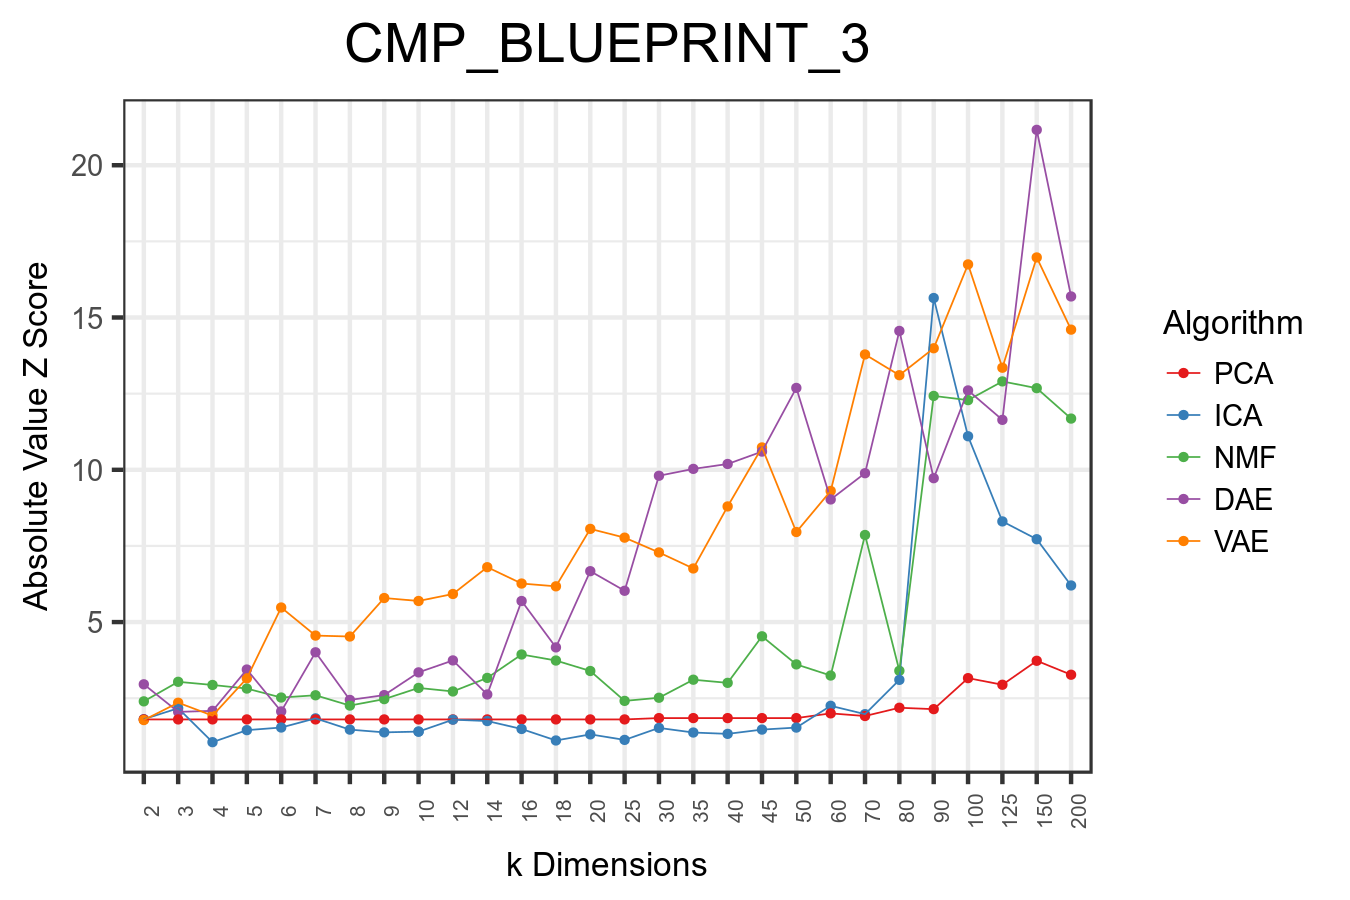 CMP_BLUEPRINT_3
Absolute Value Z Score
20
15
10
5
2 3 4 5 6 7 8 9 10 12 14 16 18 20 25 30 35 40 45 50 60 70 80 90 100 125 150 200
k Dimensions
Algorithm
PCA
ICA
NMF
DAE
VAE